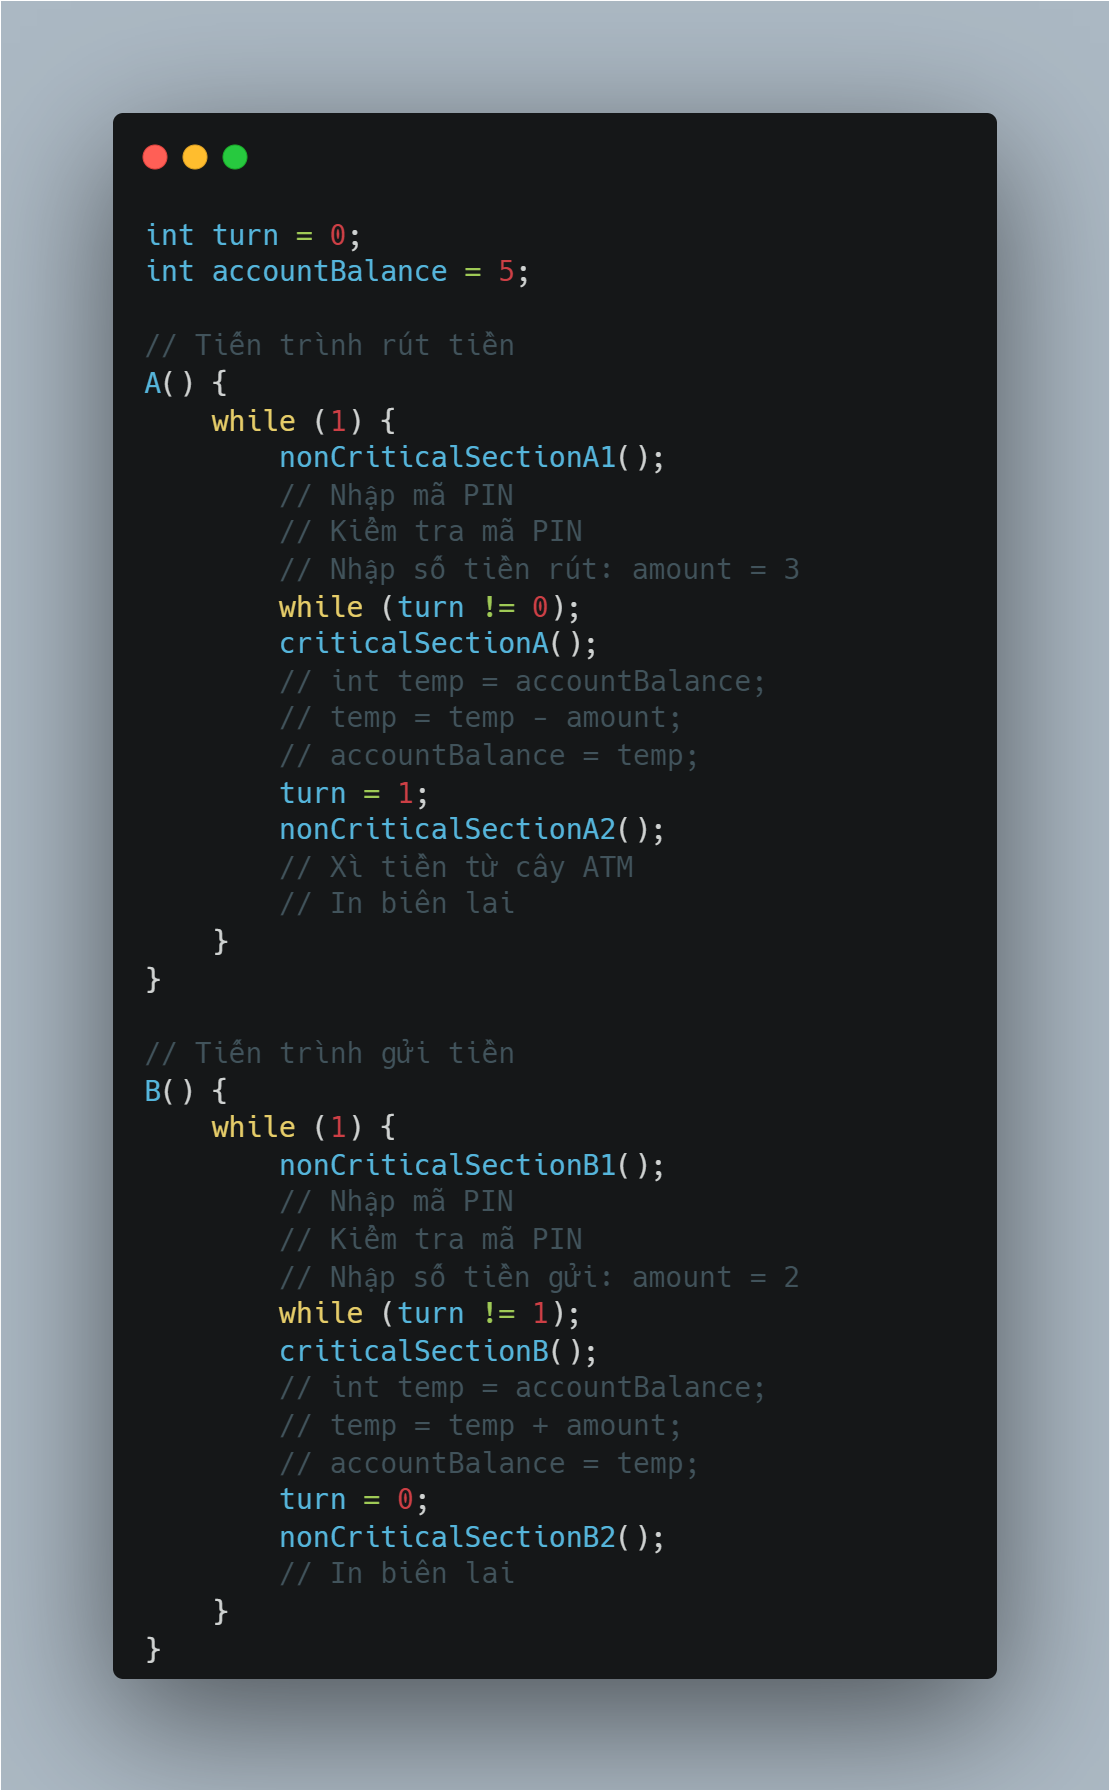 int turn = 0;
int accountBalance = 5;
// Tiến trình rút tiền
A() {
while (1) {
nonCriticalSectionA1();
// Nhập mã PIN
// Kiểm tra mã PIN
// Nhập số tiền rút: amount = 3
while (turn != 0);
criticalSectionA();
// int temp = accountBalance;
// temp = temp - amount;
// accountBalance = temp;
turn = 1;
nonCriticalSectionA2();
// Xì tiền từ cây ATM
// In biên lai
}
}
// Tiến trình gửi tiền
B() {
while (1) {
nonCriticalSectionB1();
// Nhập mã PIN
// Kiểm tra mã PIN
// Nhập số tiền gửi: amount = 2
while (turn != 1);
criticalSectionB();
// int temp = accountBalance;
// temp = temp + amount;
// accountBalance = temp;
turn = 0;
nonCriticalSectionB2();
// In biên lai
}
}